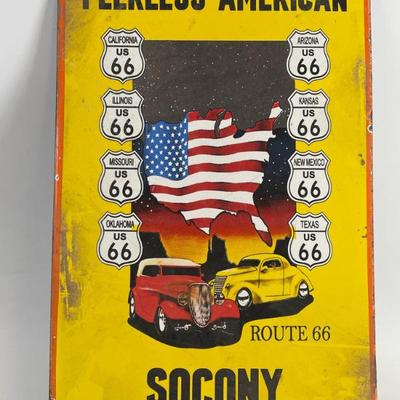 PEERLESS AMERICAN
CALIFORNIA
US
66
ARIZONA
US
66
ILLINOIS
US
66
KANSAS
US
66
MISSOURI
US
66
NEW MEXICO
US
66
OKLAHOMA
US
66
TEXAS
US
66
ROUTE 66
SOCONY